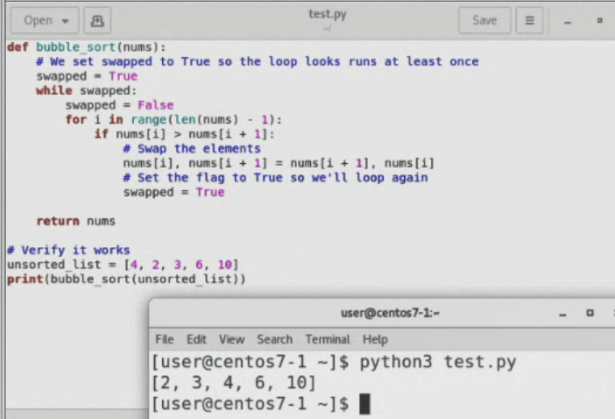 Open
test.py
~/
Save
def bubble_sort(nums):
    # We set swapped to True so the loop looks runs at least once
    swapped = True
    while swapped:
        swapped = False
        for i in range(len(nums) - 1):
            if nums[i] > nums[i + 1]:
                # Swap the elements
                nums[i], nums[i + 1] = nums[i + 1], nums[i]
                # Set the flag to True so we'll loop again
                swapped = True
    return nums
# Verify it works
unsorted_list = [4, 2, 3, 6, 10]
print(bubble_sort(unsorted_list))
user@centos7-1:~
File Edit View Search Terminal Help
[user@centos7-1 ~]$ python3 test.py
[2, 3, 4, 6, 10]
[user@centos7-1 ~]$